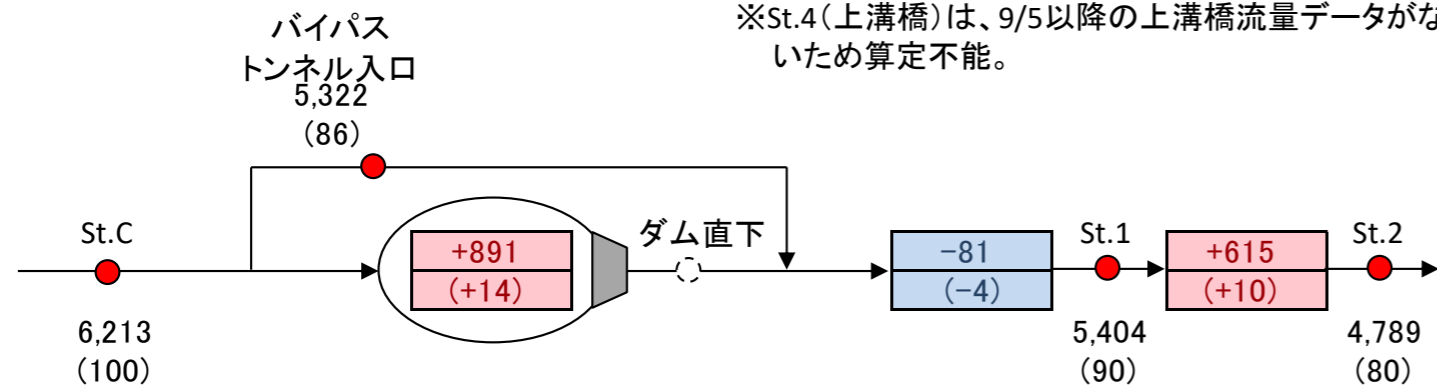 ※St.4(上溝橋)は、9/5以降の上溝橋流量データがな
いため算定不能。
バイパス
トンネル入口
5,322
(86)
St.C
6,213
(100)
+891
(+14)
ダム直下
-81
(-4)
St.1
5,404
(90)
+615
(+10)
St.2
4,789
(80)